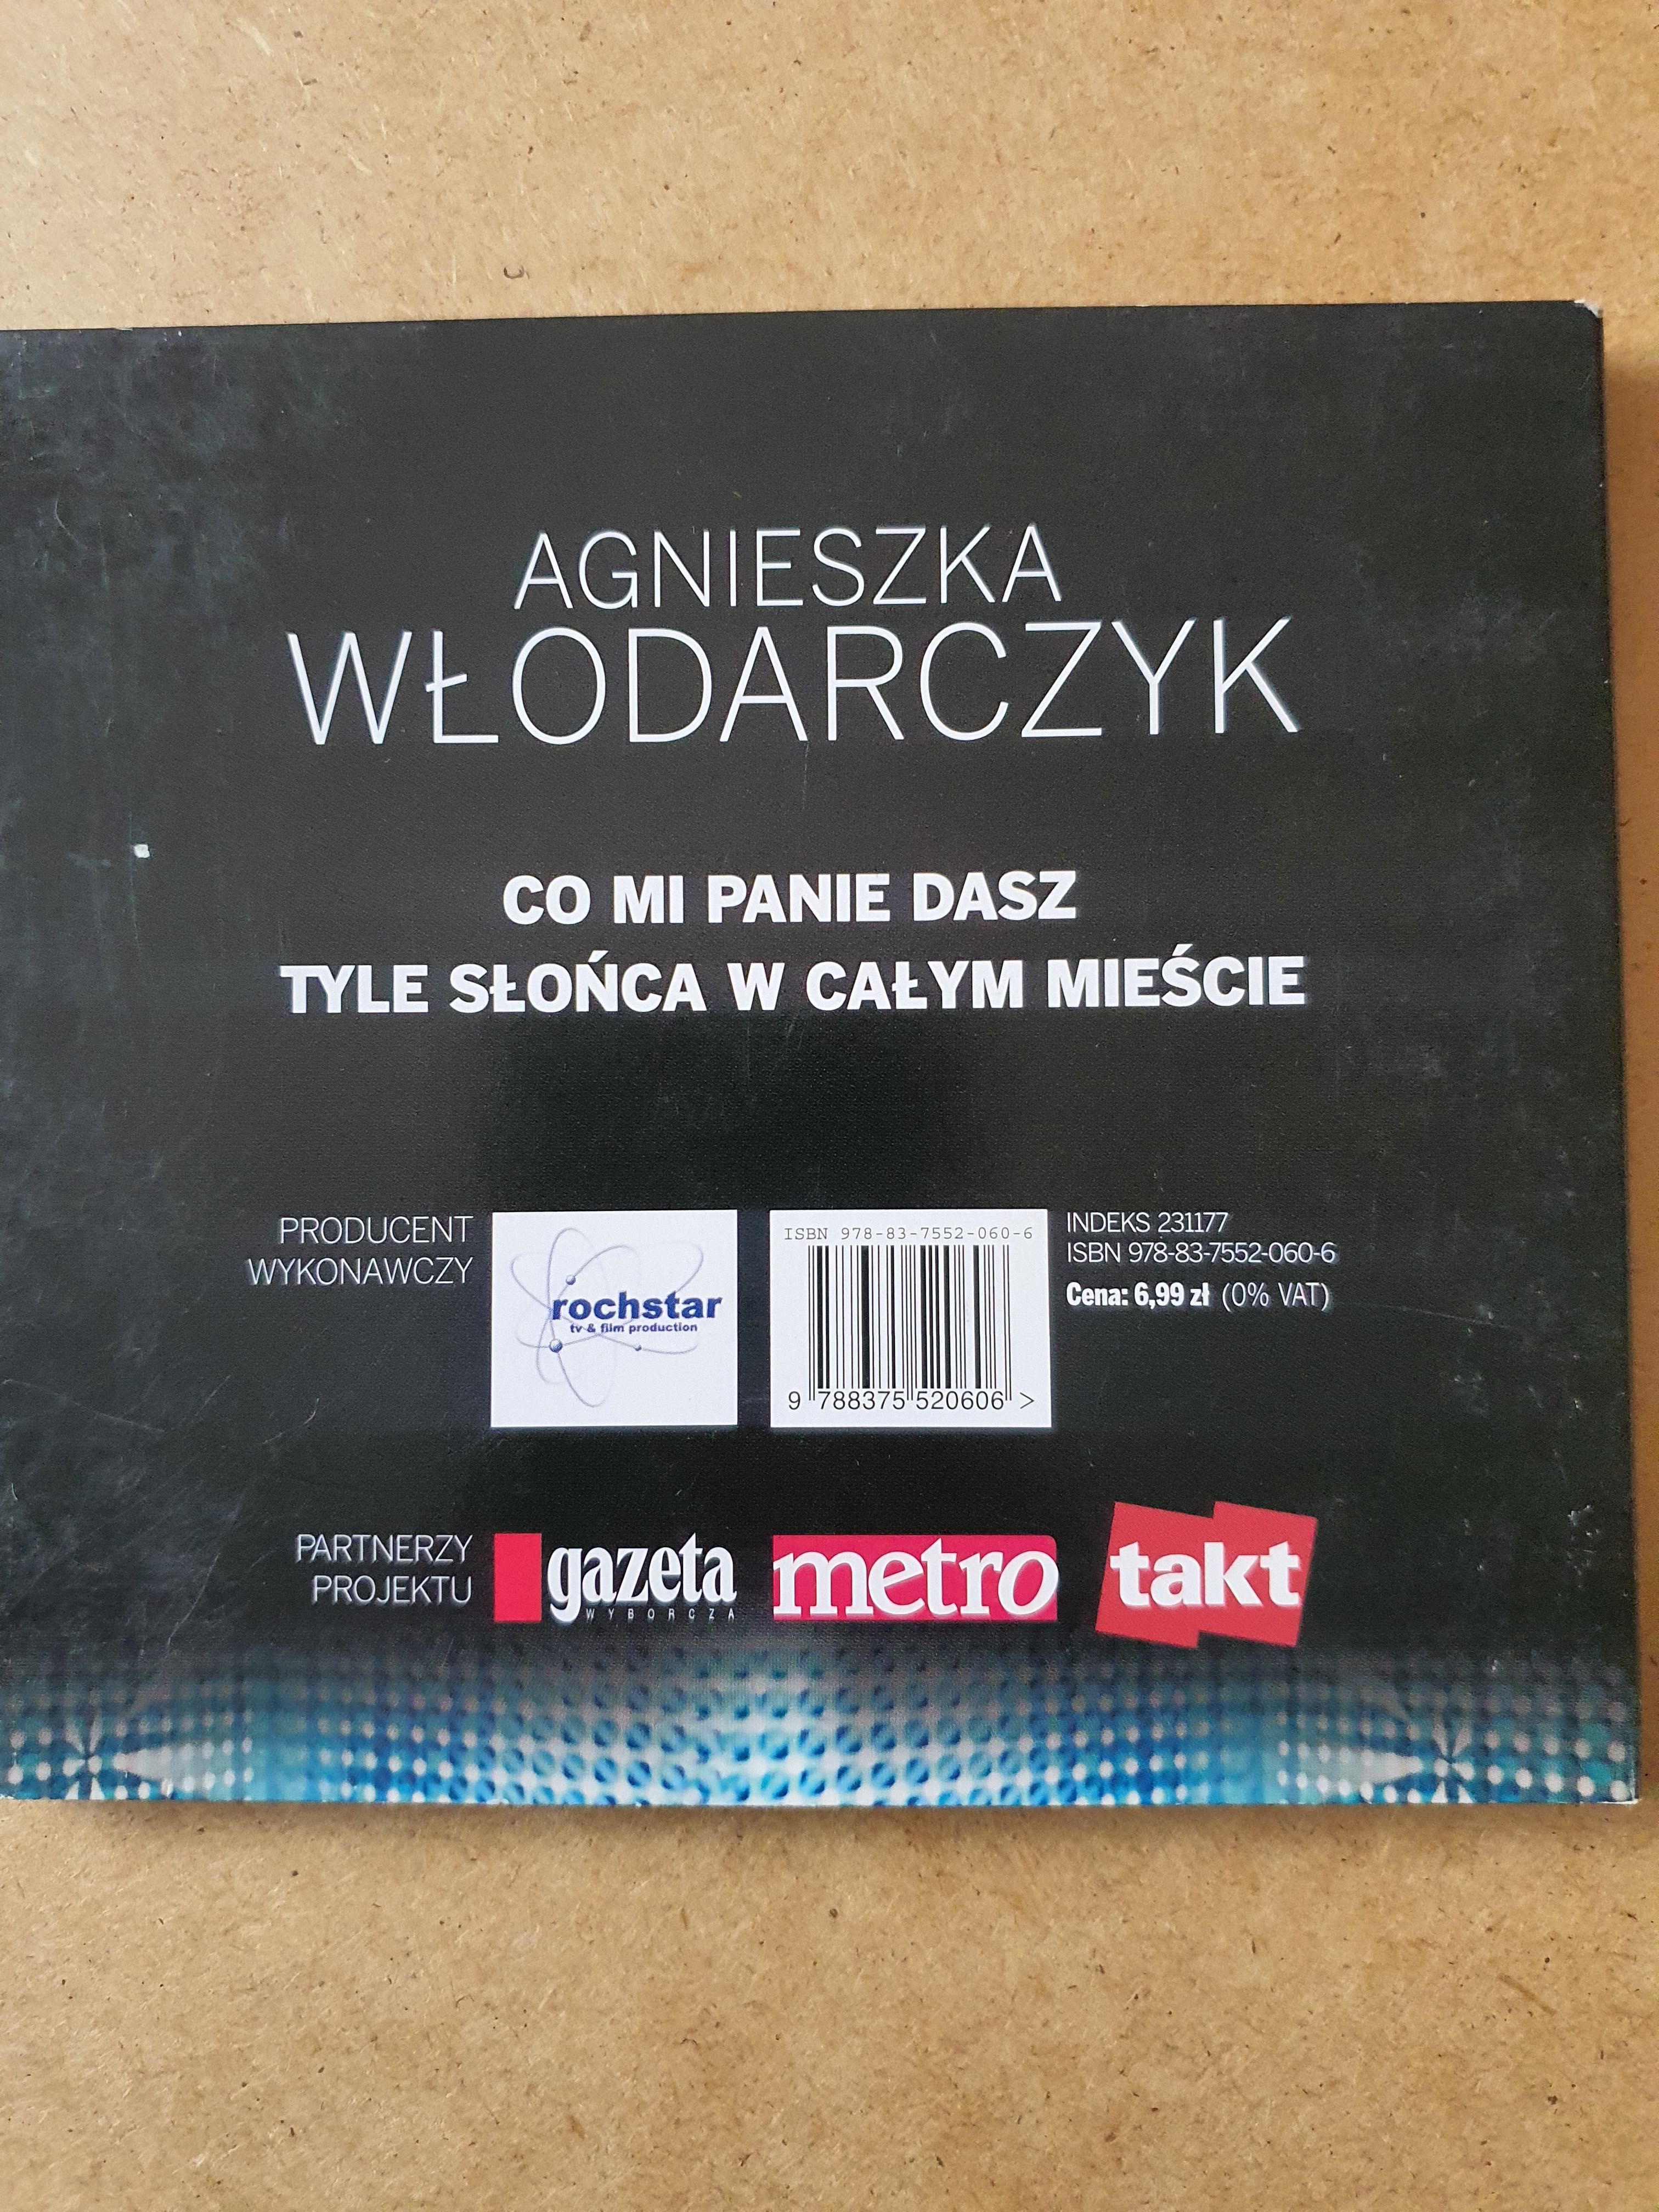 AGNIESZKA
WŁODARCZYK
CO MI PANIE DASZ
TYLE SŁOŃCA W CAŁYM MIEŚCIE
PRODUCENT
WYKONAWCZY
rochstar
tv & film production
ISBN 978-83-7552-060-6
9 788375 520606 >
INDEKS 231177
ISBN 978-83-7552-060-6
Cena: 6,99 zł (0% VAT)
PARTNERZY
PROJEKTU
gazeta
WYBORCZA
metro
takt